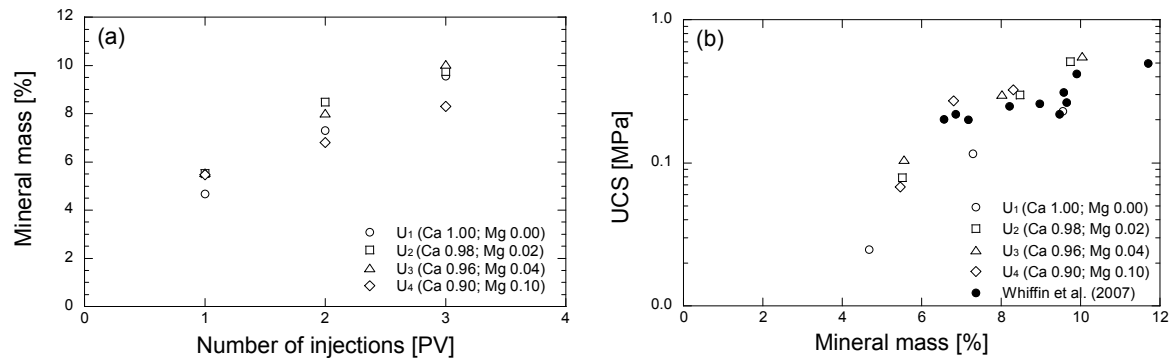 (a)
Mineral mass [%]
12
10
8
6
4
2
0
0 1 2 3 4
Number of injections [PV]
U1 (Ca 1.00; Mg 0.00)
U2 (Ca 0.98; Mg 0.02)
U3 (Ca 0.96; Mg 0.04)
U4 (Ca 0.90; Mg 0.10)
(b)
UCS [MPa]
1.0
0.1
0.0
0 2 4 6 8 10 12
Mineral mass [%]
U1 (Ca 1.00; Mg 0.00)
U2 (Ca 0.98; Mg 0.02)
U3 (Ca 0.96; Mg 0.04)
U4 (Ca 0.90; Mg 0.10)
Whiffin et al. (2007)